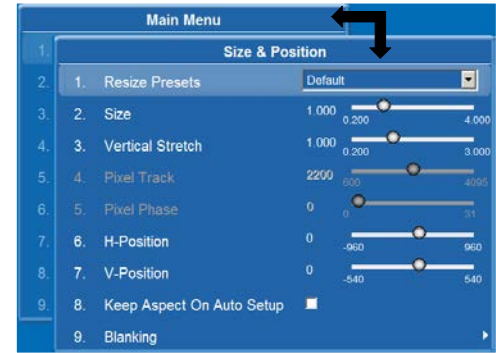 Main Menu
1. Size & Position
2. 1. Resize Presets Default
3. 2. Size 1.000 0.200 4.000
4. 3. Vertical Stretch 1.000 0.200 3.000
5. 4. Pixel Track 2200 600 4095
6. 5. Pixel Phase 0 0 31
7. 6. H-Position 0 -960 960
8. 7. V-Position 0 -540 540
9. 8. Keep Aspect On Auto Setup
9. Blanking